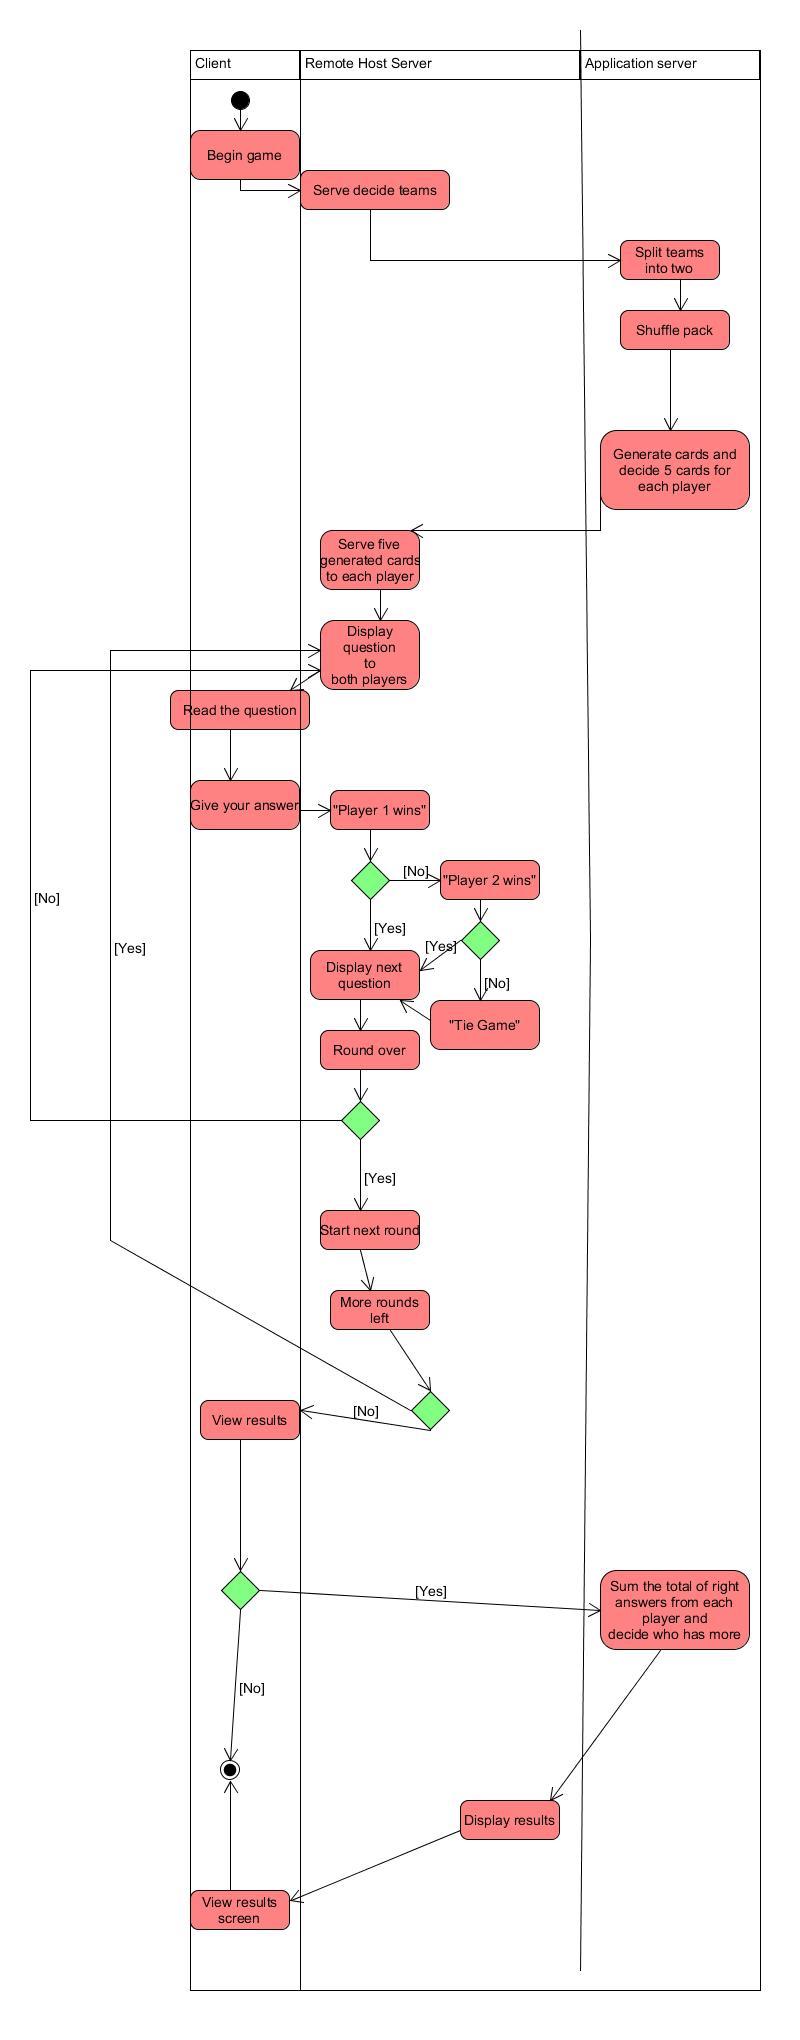 Client
Remote Host Server
Application server
Begin game
Serve decide teams
Split teams
into two
Shuffle pack
Generate cards and
decide 5 cards for
each player
Serve five
generated cards
to each player
Display
question
to
both players
Read the question
Give your answer
"Player 1 wins"
[No]
"Player 2 wins"
[No]
[Yes]
[Yes]
[Yes]
Display next
question
[No]
"Tie Game"
Round over
[Yes]
Start next round
More rounds
left
View results
[No]
[Yes]
Sum the total of right
answers from each
player and
decide who has more
[No]
Display results
View results
screen